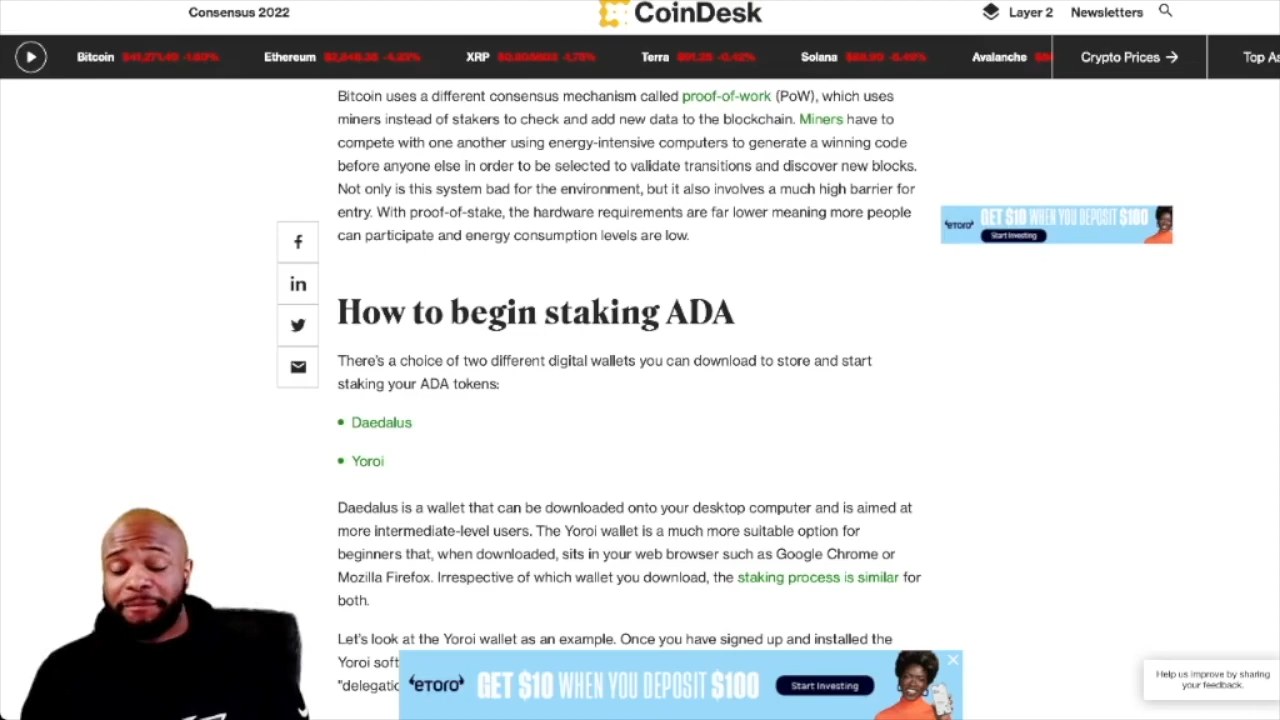 Consensus 2022
CoinDesk
Layer 2
Newsletters
Bitcoin
Ethereum
XRP
Terra
Solana
Avalanche
Crypto Prices →
Top As
Bitcoin uses a different consensus mechanism called proof-of-work (PoW), which uses
miners instead of stakers to check and add new data to the blockchain. Miners have to
compete with one another using energy-intensive computers to generate a winning code
before anyone else in order to be selected to validate transitions and discover new blocks.
Not only is this system bad for the environment, but it also involves a much high barrier for
entry. With proof-of-stake, the hardware requirements are far lower meaning more people
can participate and energy consumption levels are low.
eToro
GET $10 WHEN YOU DEPOSIT $100
Start Investing
f
in
How to begin staking ADA
There's a choice of two different digital wallets you can download to store and start
staking your ADA tokens:
• Daedalus
• Yoroi
Daedalus is a wallet that can be downloaded onto your desktop computer and is aimed at
more intermediate-level users. The Yoroi wallet is a much more suitable option for
beginners that, when downloaded, sits in your web browser such as Google Chrome or
Mozilla Firefox. Irrespective of which wallet you download, the staking process is similar for
both.
Let's look at the Yoroi wallet as an example. Once you have signed up and installed the
Yoroi soft
"delegatic
eToro
GET $10 WHEN YOU DEPOSIT $100
Start Investing
Help us improve by sharing
your feedback.